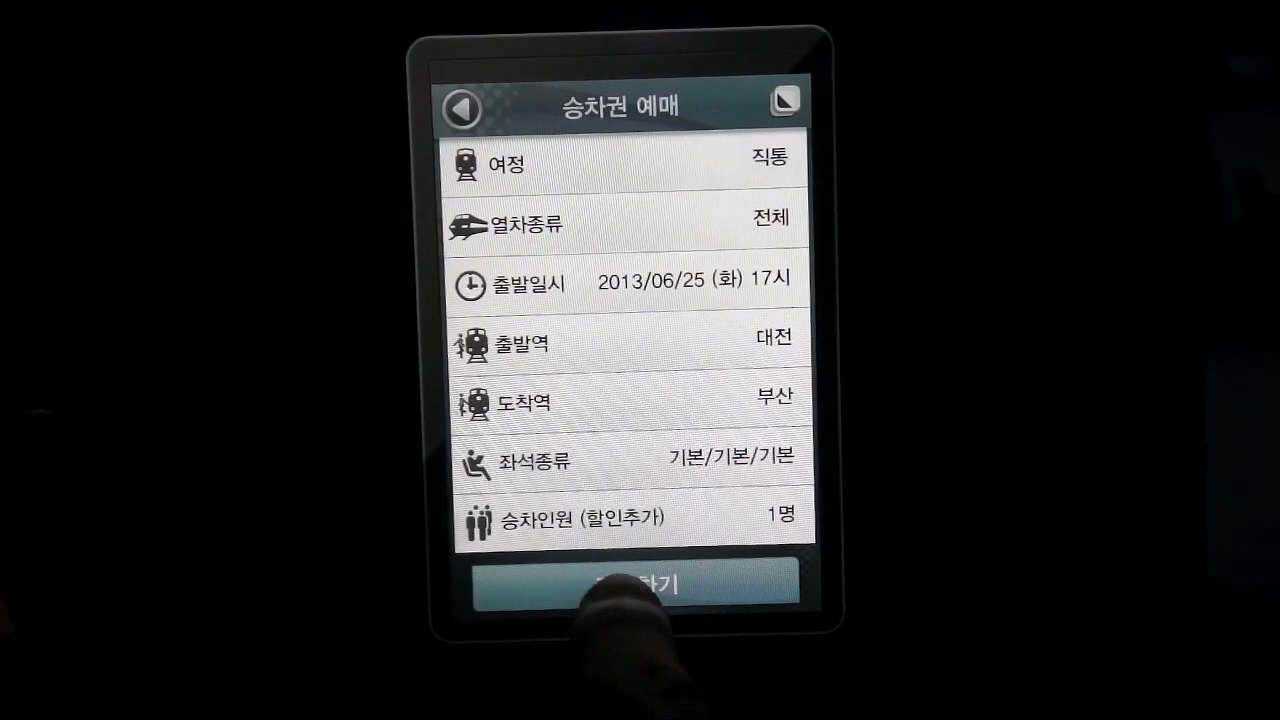 승차권 예매
여정 직통
열차종류 전체
출발일시 2013/06/25 (화) 17시
출발역 대전
도착역 부산
좌석종류 기본/기본/기본
승차인원 (할인추가) 1명